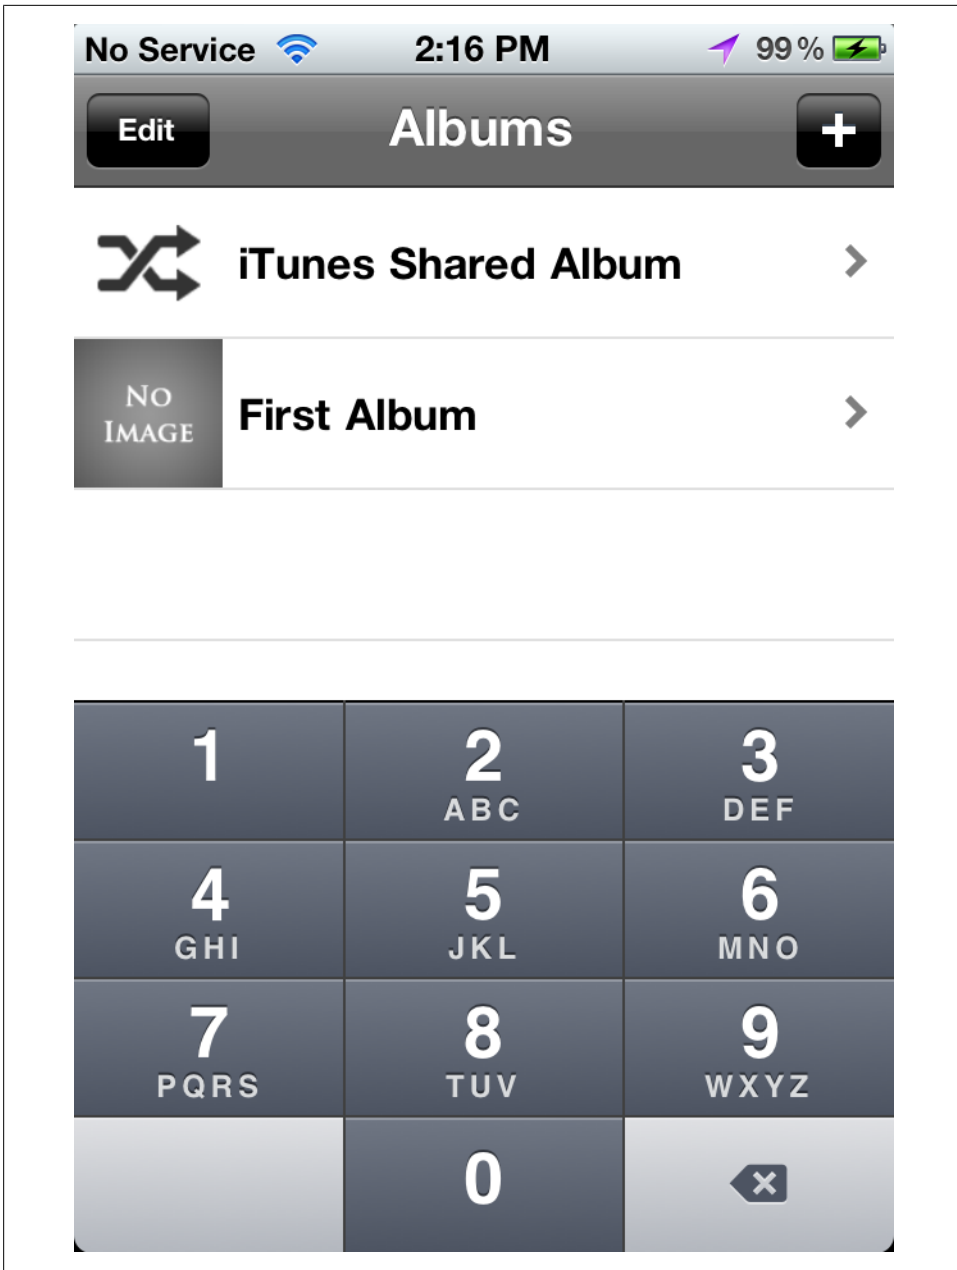 No Service 2:16 PM 99%
Edit Albums +
iTunes Shared Album
NO
IMAGE
First Album
1 2 3
ABC DEF
4 5 6
GHI JKL MNO
7 8 9
PQRS TUV WXYZ
0